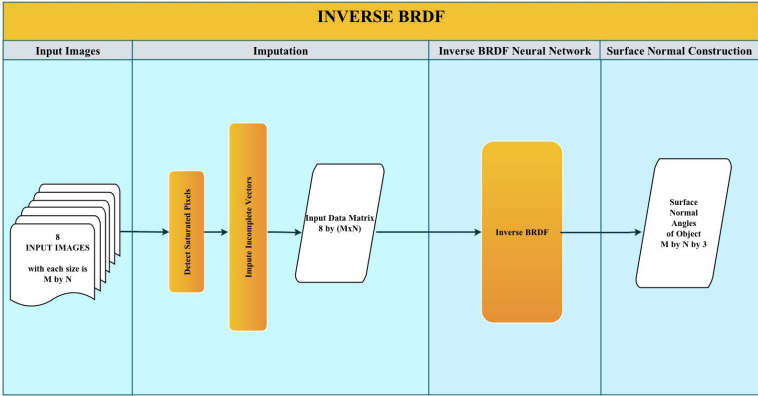 INVERSE BRDF
Input Images
Imputation
Inverse BRDF Neural Network
Surface Normal Construction
8
INPUT IMAGES
with each size is
M by N
Detect Saturated Pixels
Impute Incomplete Vectors
Input Data Matrix
8 by (MxN)
Inverse BRDF
Surface
Normal
Angles
of Object
M by N by 3